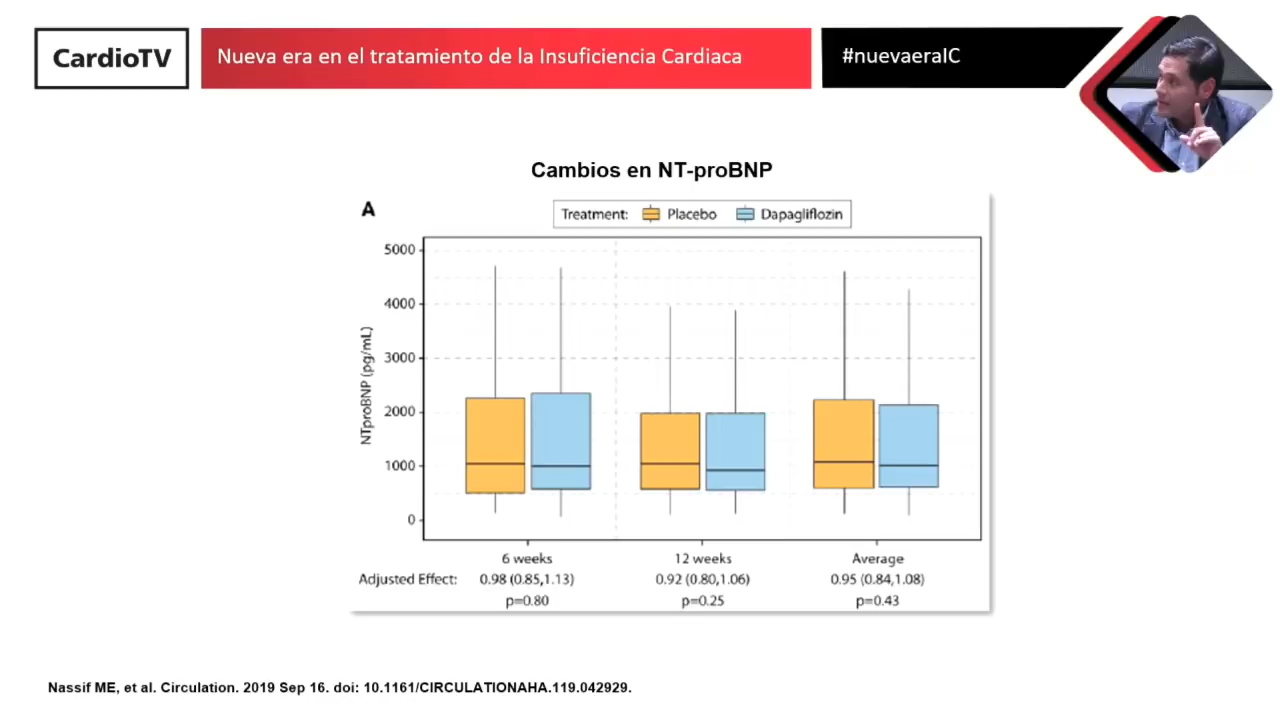 CardioTV
Nueva era en el tratamiento de la Insuficiencia Cardiaca
#nuevaeraIC
Cambios en NT-proBNP
A
Treatment: Placebo Dapagliflozin
NTproBNP (pg/mL)
5000
4000
3000
2000
1000
0
6 weeks 12 weeks Average
Adjusted Effect: 0.98 (0.85,1.13) 0.92 (0.80,1.06) 0.95 (0.84,1.08)
p=0.80 p=0.25 p=0.43
Nassif ME, et al. Circulation. 2019 Sep 16. doi: 10.1161/CIRCULATIONAHA.119.042929.